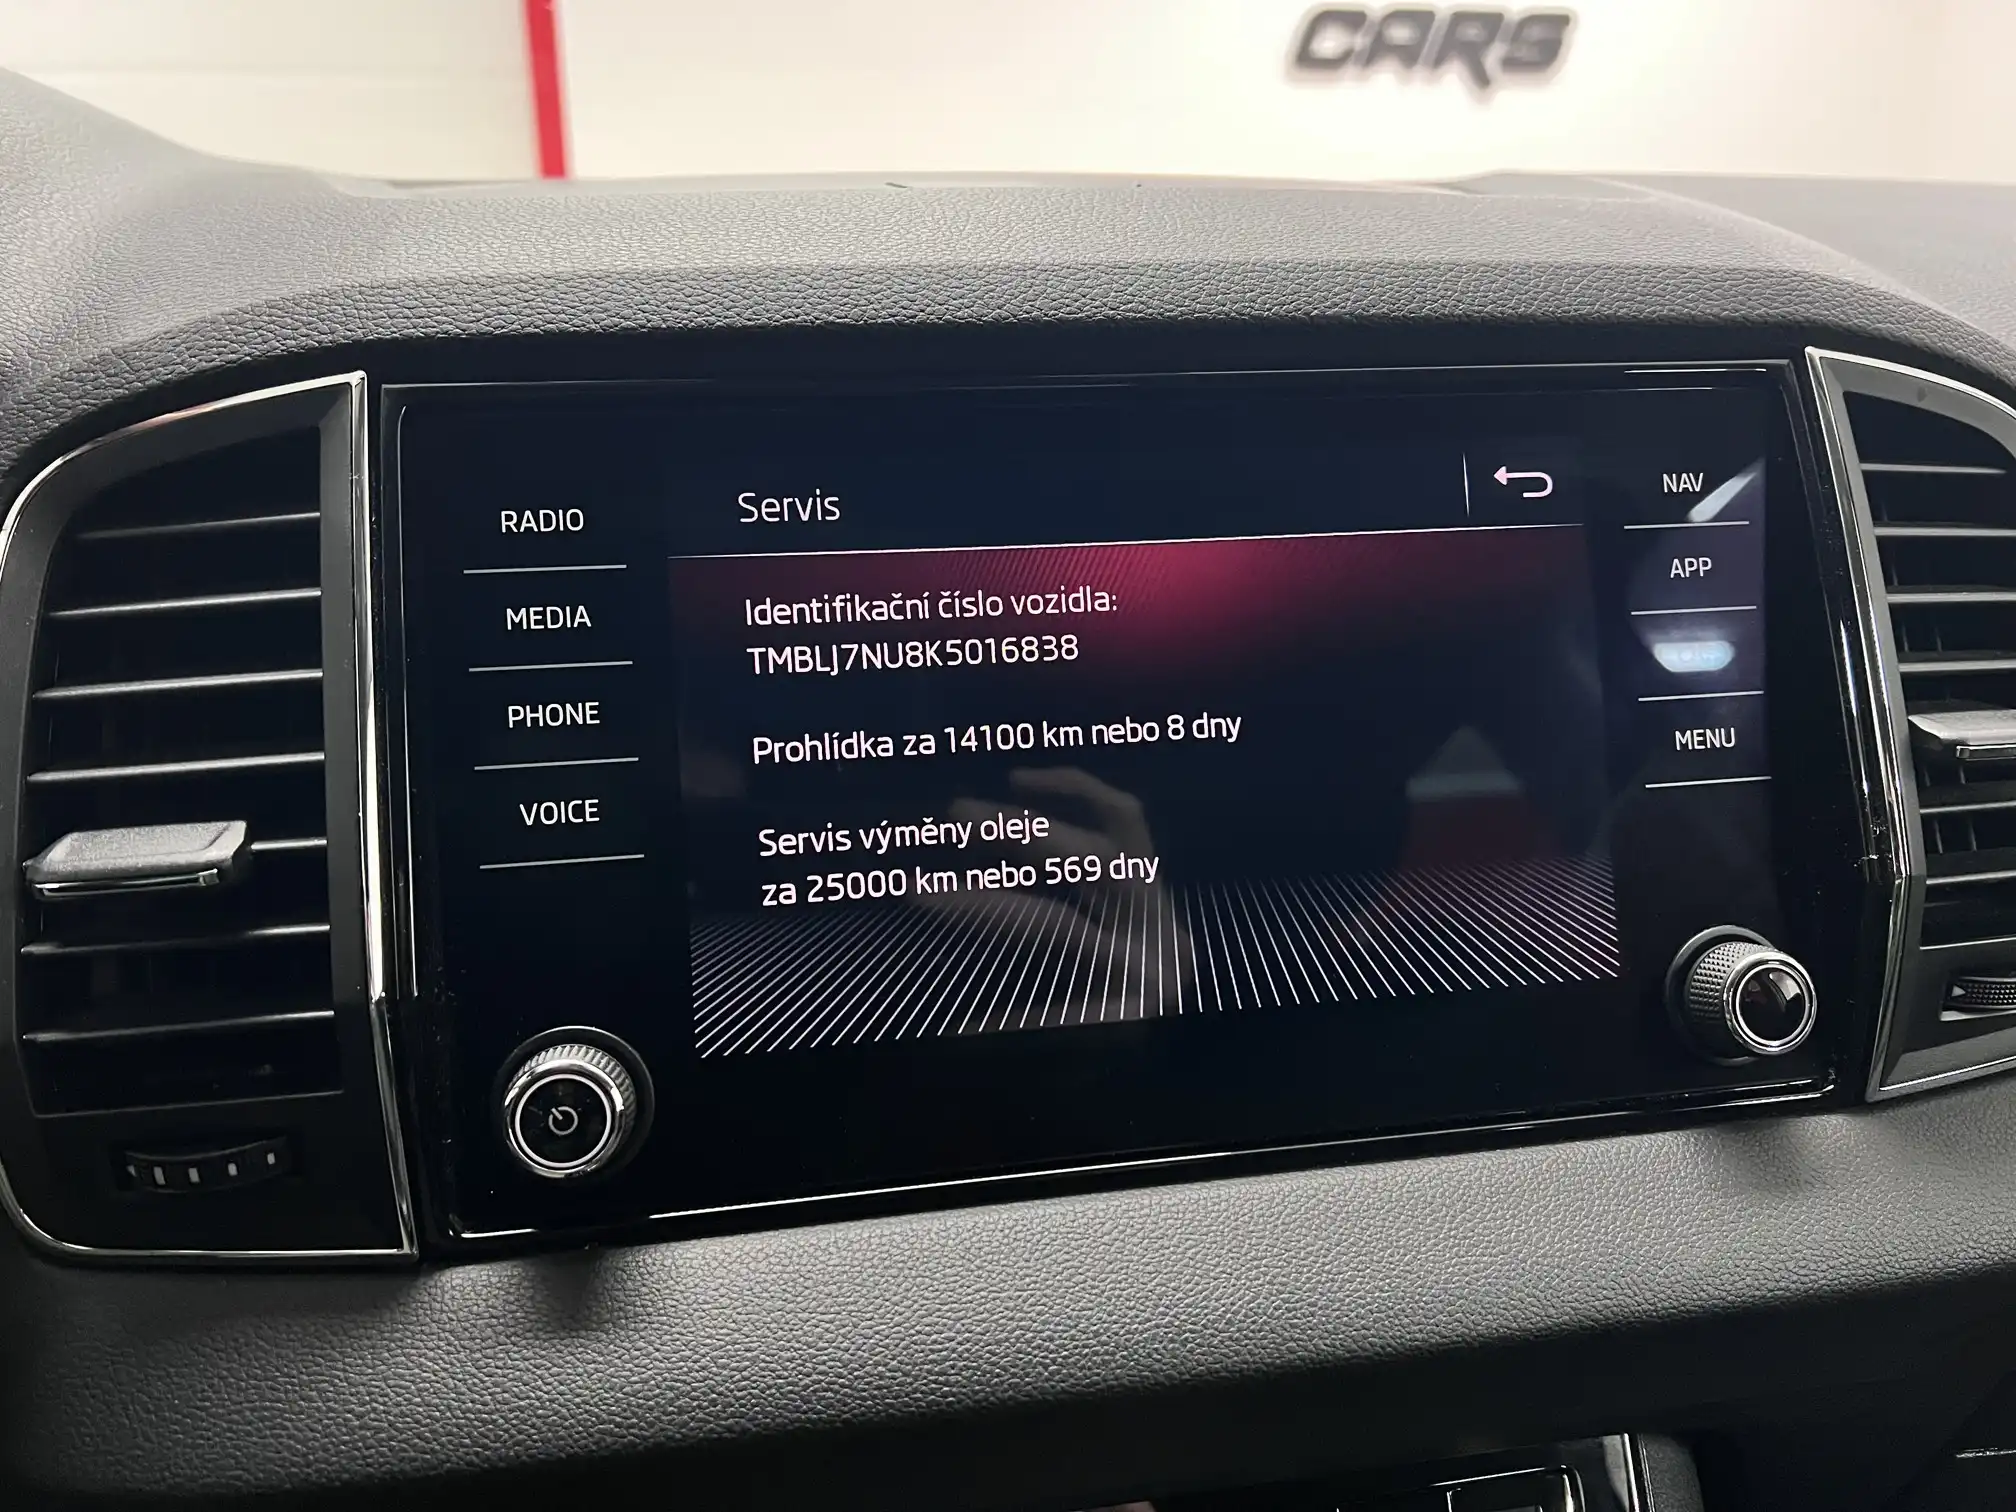 CARS
Servis
RADIO
MEDIA
PHONE
VOICE
Identifikační číslo vozidla:
TMBLJ7NU8K5016838
Prohlídka za 14100 km nebo 8 dny
Servis výměny oleje
za 25000 km nebo 569 dny
NAV
APP
MENU